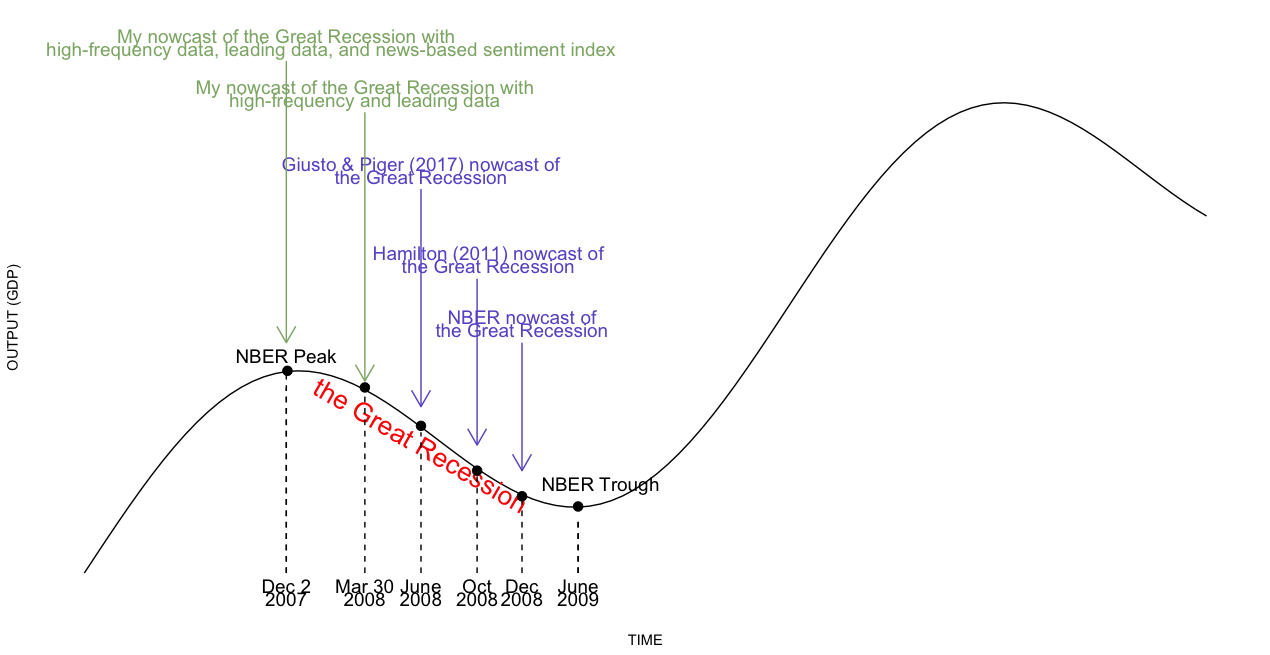 My nowcast of the Great Recession with
high-frequency data, leading data, and news-based sentiment index
My nowcast of the Great Recession with
high-frequency and leading data
Giusto & Piger (2017) nowcast of
the Great Recession
Hamilton (2011) nowcast of
the Great Recession
NBER nowcast of
the Great Recession
OUTPUT (GDP)
NBER Peak
the Great Recession
NBER Trough
Dec 2
2007
Mar 30
2008
June
2008
Oct
2008
Dec
2008
June
2009
TIME